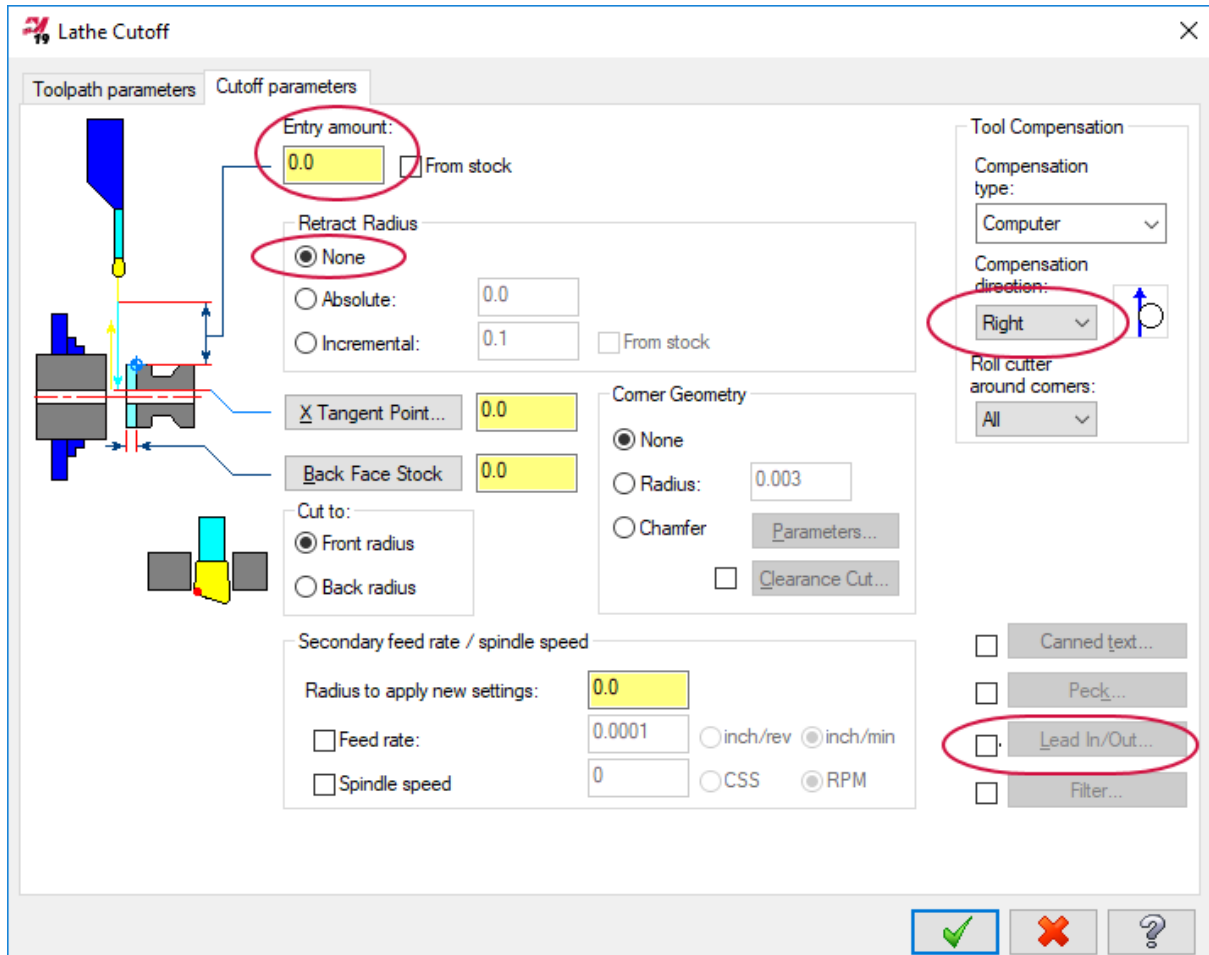 19 Lathe Cutoff
Toolpath parameters
Cutoff parameters
Entry amount:
0.0
From stock
Retract Radius
None
Absolute:
0.0
Incremental:
0.1
From stock
X Tangent Point...
0.0
Back Face Stock
0.0
Cut to:
Front radius
Back radius
Corner Geometry
None
Radius:
0.003
Chamfer
Parameters...
Clearance Cut...
Secondary feed rate / spindle speed
Radius to apply new settings:
0.0
Feed rate:
0.0001
inch/rev
inch/min
Spindle speed
0
CSS
RPM
Tool Compensation
Compensation
type:
Computer
Compensation
direction:
Right
Roll cutter
around corners:
All
Canned text...
Peck...
Lead In/Out...
Filter...